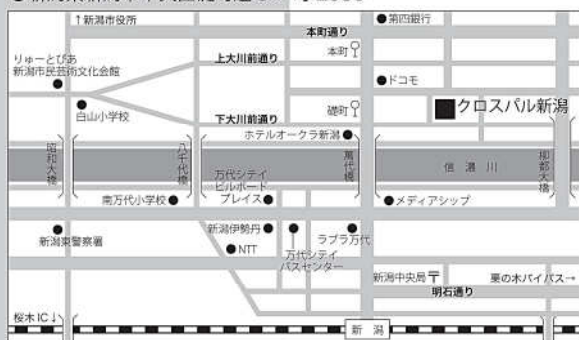 ↑新潟市役所
●第四銀行
本町通り
りゅーとぴあ
新潟市民芸術文化会館
上大川前通り
本町
●ドコモ
白山小学校
下大川前通り
礎町
■クロスパル新潟
ホテルオークラ新潟●
昭和大橋
八千代橋
萬代橋
信濃川
柳都大橋
万代シテイ
ビルボード
プレイス●
南万代小学校●
●メディアシップ
新潟東警察署
新潟伊勢丹●
●NTT
ラブラ万代
万代シテイ
バスセンター
新潟中央局〒
栗の木バイパス→
明石通り
桜木IC↓
新潟